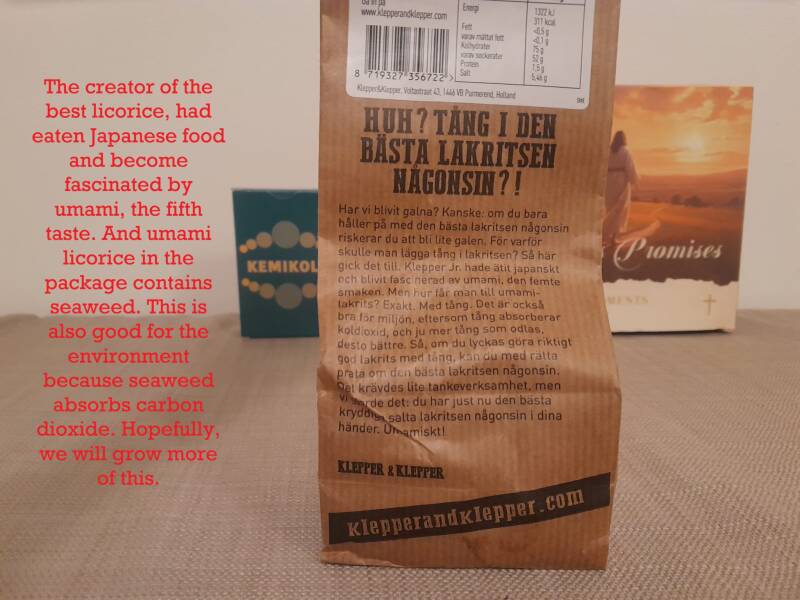 The creator of the
best licorice, had
eaten Japanese food
and become
fascinated by
umami, the fifth
taste. And umami
licorice in the
package contains
seaweed. This is
also good for the
environment
because seaweed
absorbs carbon
dioxide. Hopefully,
we will grow more
of this.
www.klepperandklepper.com
8 719327 356722 >
Energi 1322 kJ
311 kcal
Fett <0,5 g
varav mättat fett <0,1 g
Kolhydrater 75 g
varav sockerarter 52 g
Protein 1,5 g
Salt 5,46 g
Klepper&Klepper, Voltastraat 43, 1446 VB Purmerend, Holland
HUH? TÅNG I DEN
BÄSTA LAKRITSEN
NÅGONSIN?!
Har vi blivit galna? Kanske: om du bara
håller på med den bästa lakritsen någonsin
riskerar du att bli lite galen. För varför
skulle man lägga tång i lakritsen? Så här
gick det till. Klepper Jr. hade ätit japanskt
och blivit fascinerad av umami, den femte
smaken. Men hur får man till umami-
lakrits? Exakt. Med tång. Det är också
bra för miljön, eftersom tång absorberar
koldioxid, och ju mer tång som odlas,
desto bättre. Så, om du lyckas göra riktigt
god lakrits med tång, kan du med rätta
prata om den bästa lakritsen någonsin.
Det krävdes lite tankeverksamhet, men
vi gjorde det: du har just nu den bästa
kryddiga salta lakritsen någonsin i dina
händer. Umamiskt!
KLEPPER & KLEPPER
klepperandklepper.com
KEMIKOL
Promises
MENTS